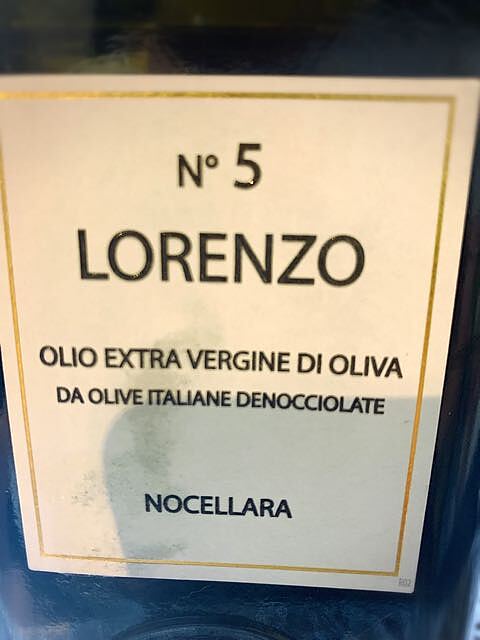 N° 5
LORENZO
OLIO EXTRA VERGINE DI OLIVA
DA OLIVE ITALIANE DENOCCIOLATE
NOCELLARA